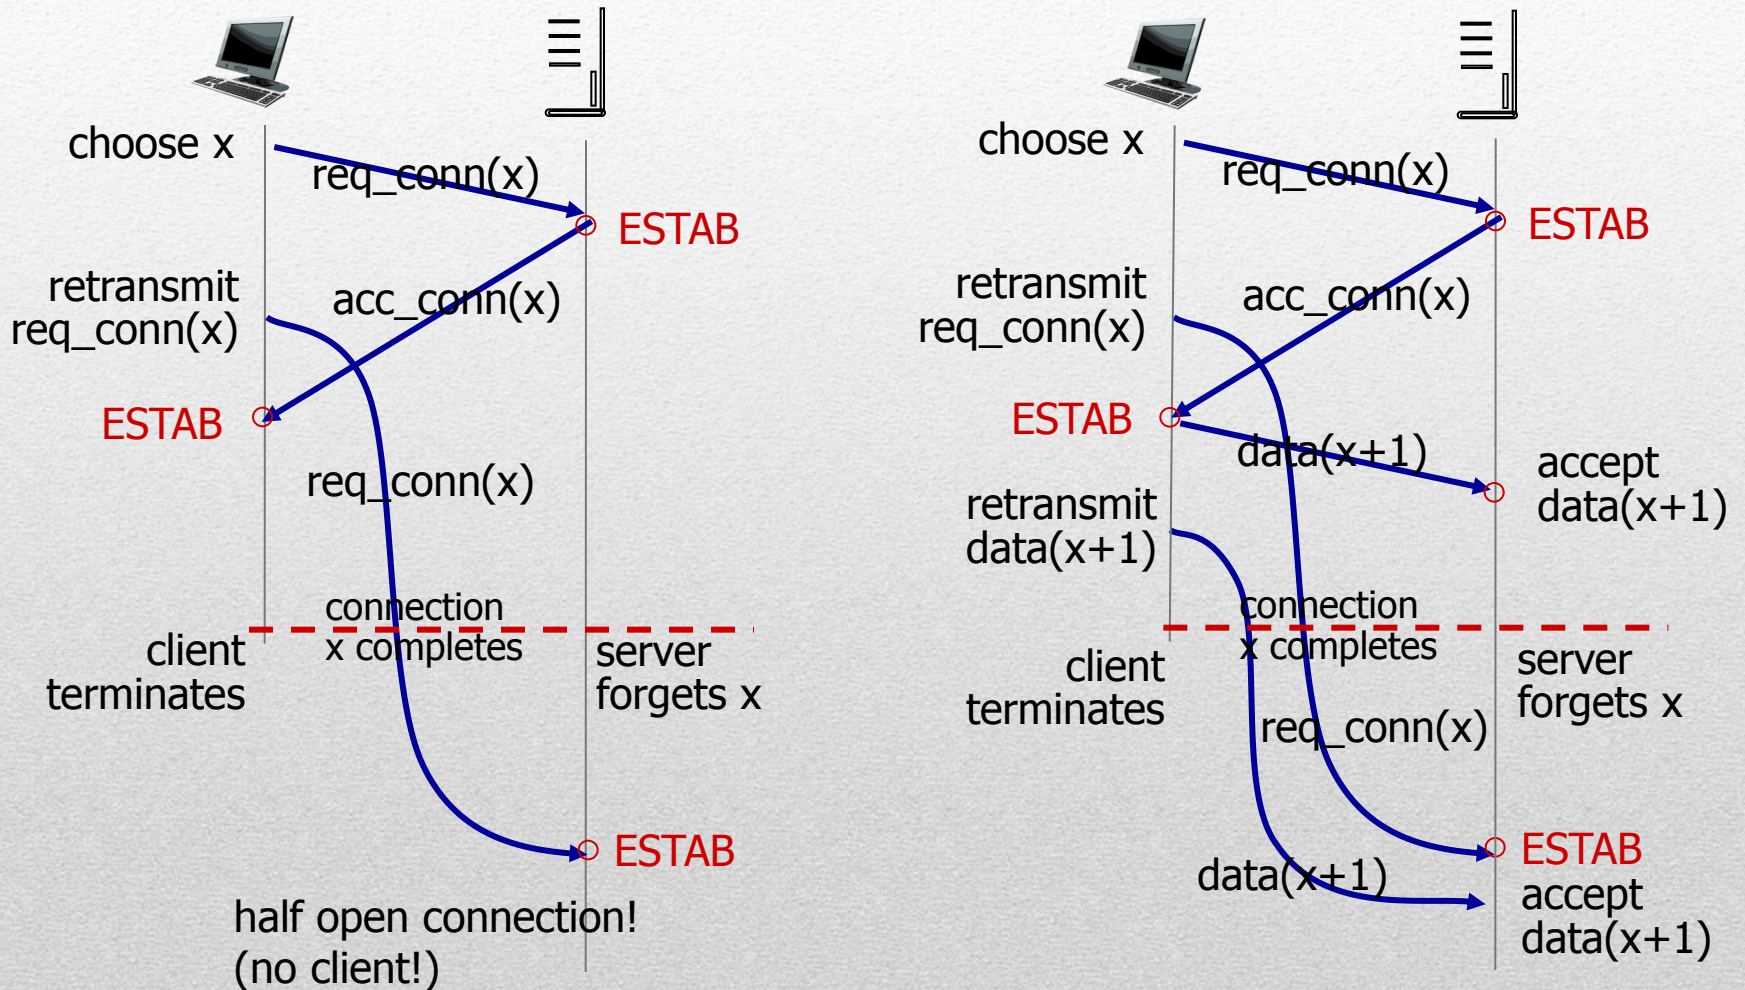 choose x
req_conn(x)
ESTAB
retransmit
req_conn(x)
acc_conn(x)
ESTAB
req_conn(x)
connection
x completes
client
terminates
server
forgets x
ESTAB
half open connection!
(no client!)
choose x
req_conn(x)
ESTAB
retransmit
req_conn(x)
acc_conn(x)
ESTAB
data(x+1)
accept
data(x+1)
retransmit
data(x+1)
connection
x completes
client
terminates
server
forgets x
req_conn(x)
ESTAB
data(x+1)
accept
data(x+1)